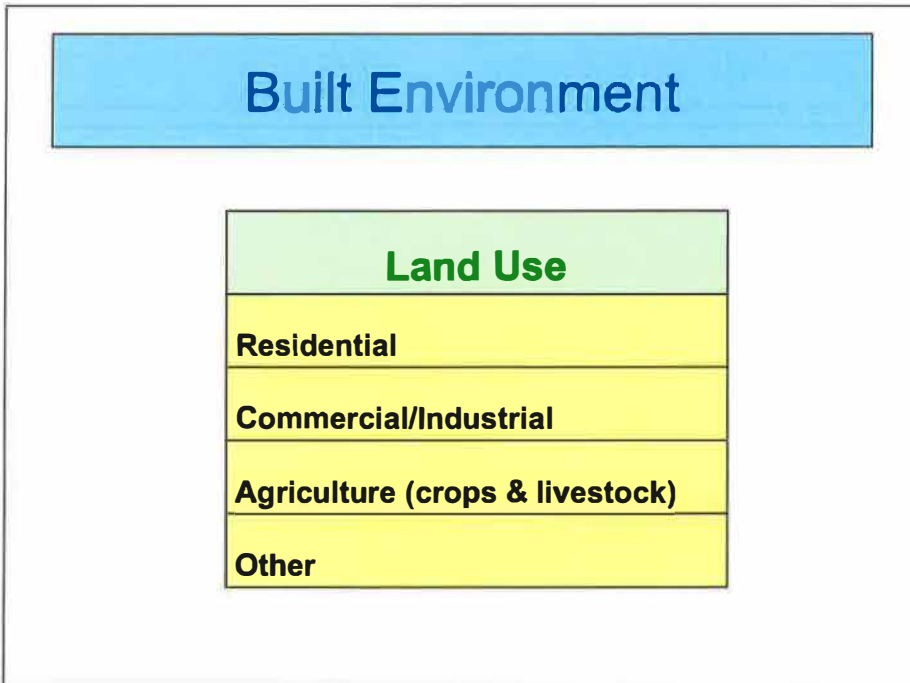 Built Environment
Land Use
Residential
Commercial/Industrial
Agriculture (crops & livestock)
Other